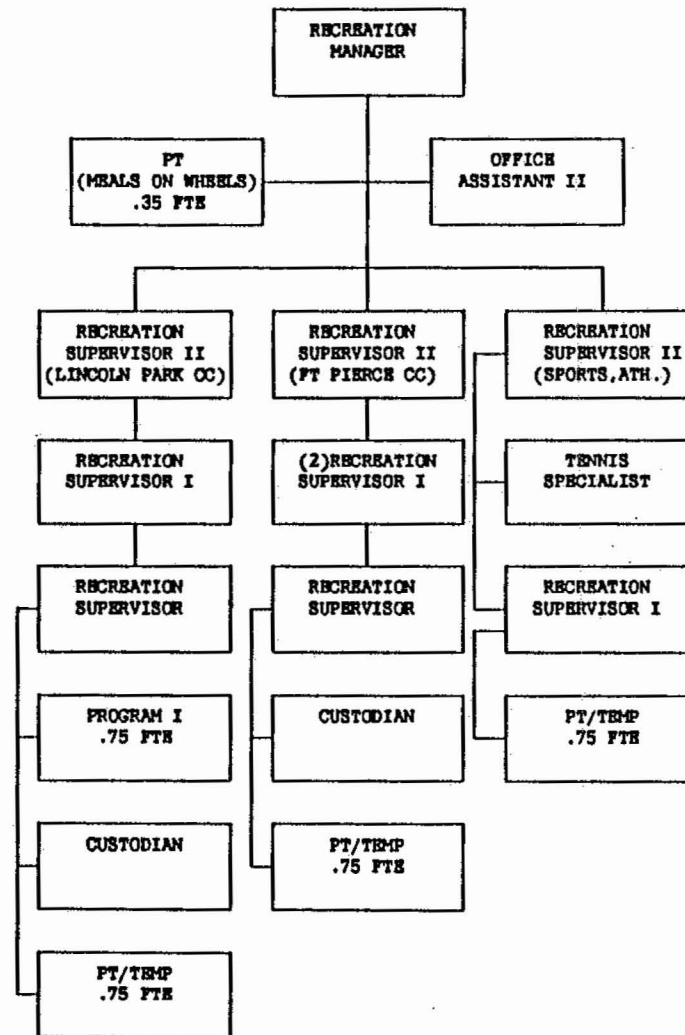 RECREATION
MANAGER
PT
(MEALS ON WHEELS)
.35 FTE
OFFICE
ASSISTANT II
RECREATION
SUPERVISOR II
(LINCOLN PARK CC)
RECREATION
SUPERVISOR II
(FT PIERCE CC)
RECREATION
SUPERVISOR II
(SPORTS,ATH.)
RECREATION
SUPERVISOR I
(2)RECREATION
SUPERVISOR I
TENNIS
SPECIALIST
RECREATION
SUPERVISOR
RECREATION
SUPERVISOR
RECREATION
SUPERVISOR I
PROGRAM I
.75 FTE
CUSTODIAN
PT/TEMP
.75 FTE
CUSTODIAN
PT/TEMP
.75 FTE
PT/TEMP
.75 FTE